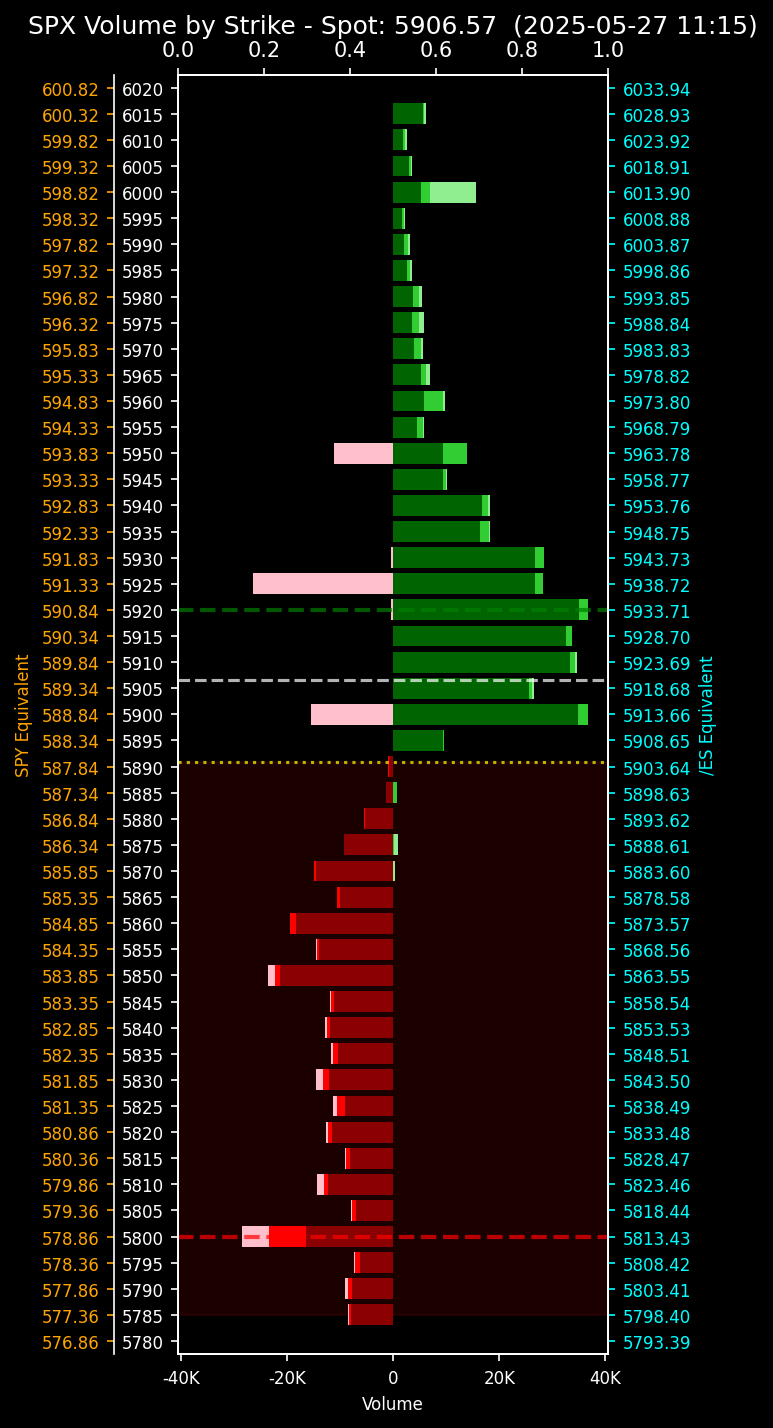 SPX Volume by Strike - Spot: 5906.57 (2025-05-27 11:15)
0.0 0.2 0.4 0.6 0.8 1.0
600.82 6020 6033.94
600.32 6015 6028.93
599.82 6010 6023.92
599.32 6005 6018.91
598.82 6000 6013.90
598.32 5995 6008.88
597.82 5990 6003.87
597.32 5985 5998.86
596.82 5980 5993.85
596.32 5975 5988.84
595.83 5970 5983.83
595.33 5965 5978.82
594.83 5960 5973.80
594.33 5955 5968.79
593.83 5950 5963.78
593.33 5945 5958.77
592.83 5940 5953.76
592.33 5935 5948.75
591.83 5930 5943.73
591.33 5925 5938.72
590.84 5920 5933.71
590.34 5915 5928.70
589.84 5910 5923.69
589.34 5905 5918.68
588.84 5900 5913.66
588.34 5895 5908.65
587.84 5890 5903.64
587.34 5885 5898.63
586.84 5880 5893.62
586.34 5875 5888.61
585.85 5870 5883.60
585.35 5865 5878.58
584.85 5860 5873.57
584.35 5855 5868.56
583.85 5850 5863.55
583.35 5845 5858.54
582.85 5840 5853.53
582.35 5835 5848.51
581.85 5830 5843.50
581.35 5825 5838.49
580.86 5820 5833.48
580.36 5815 5828.47
579.86 5810 5823.46
579.36 5805 5818.44
578.86 5800 5813.43
578.36 5795 5808.42
577.86 5790 5803.41
577.36 5785 5798.40
576.86 5780 5793.39
SPY Equivalent
/ES Equivalent
-40K -20K 0 20K 40K
Volume